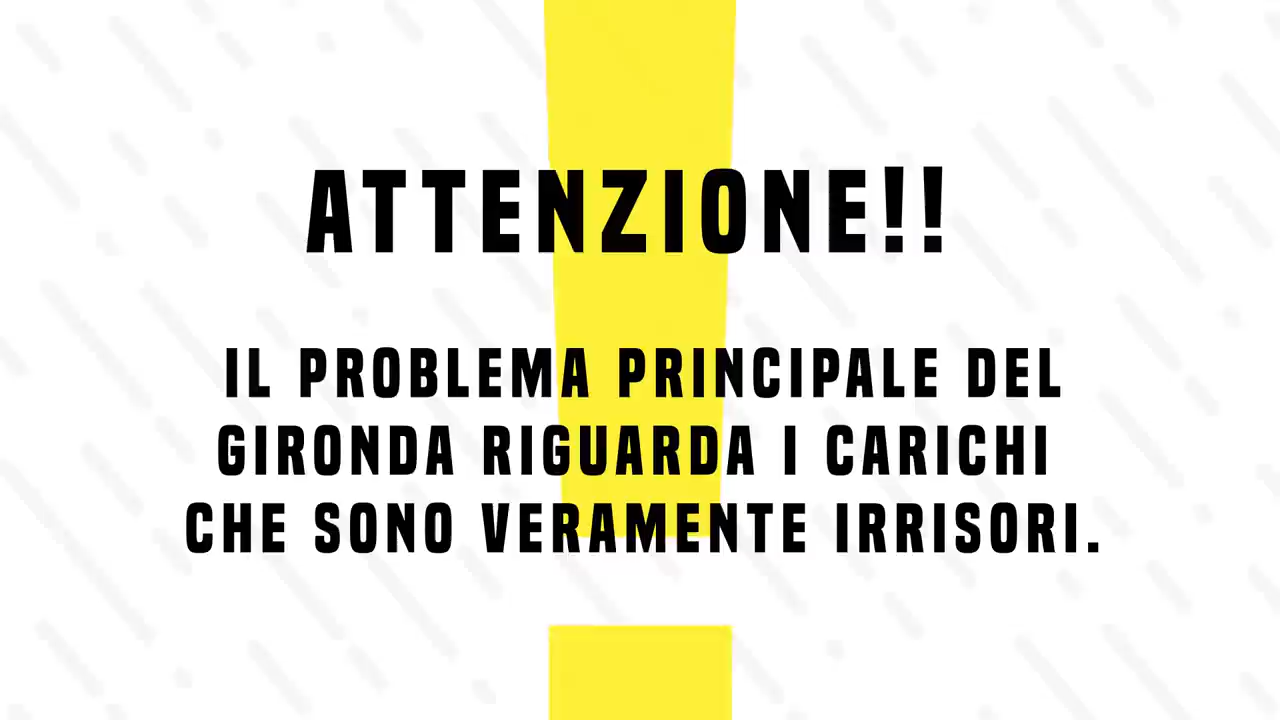 ATTENZIONE!!
IL PROBLEMA PRINCIPALE DEL
GIRONDA RIGUARDA I CARICHI
CHE SONO VERAMENTE IRRISORI.